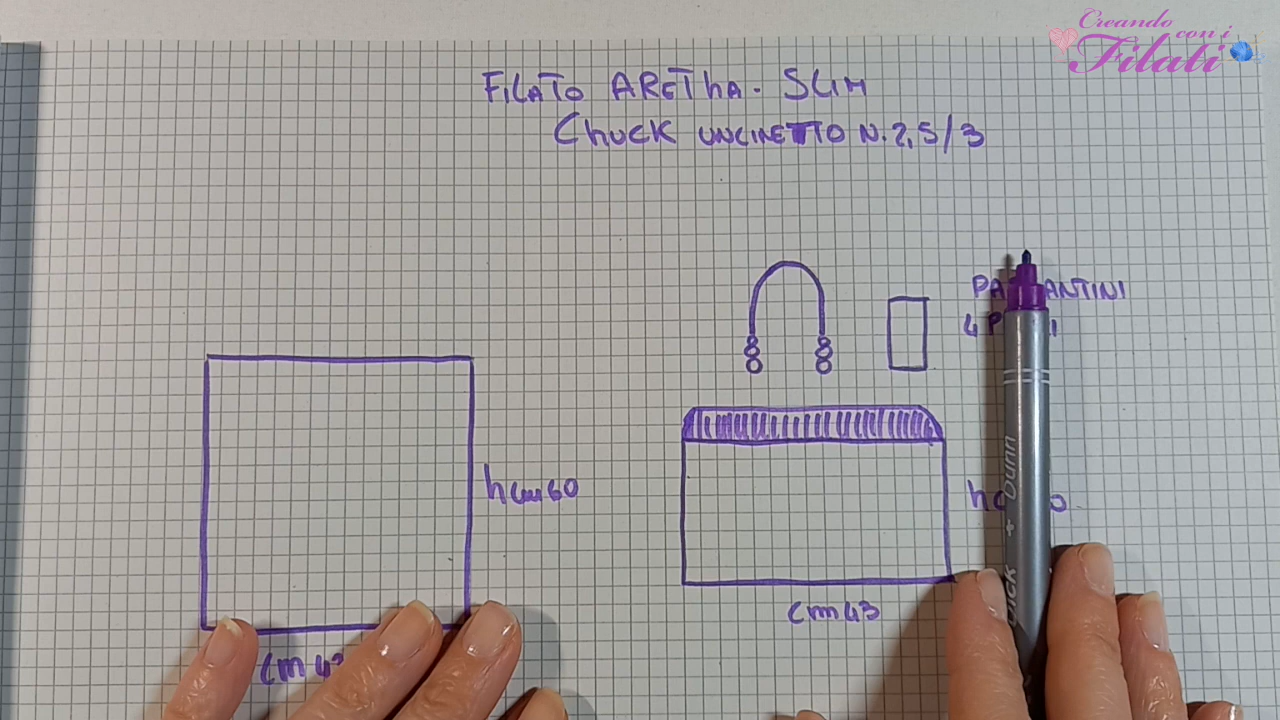 Creando
con i
Filati
FILATO ARETHA. SLIM
CHUCK UNCINETTO N. 2,5/3
h cm 60
cm 43